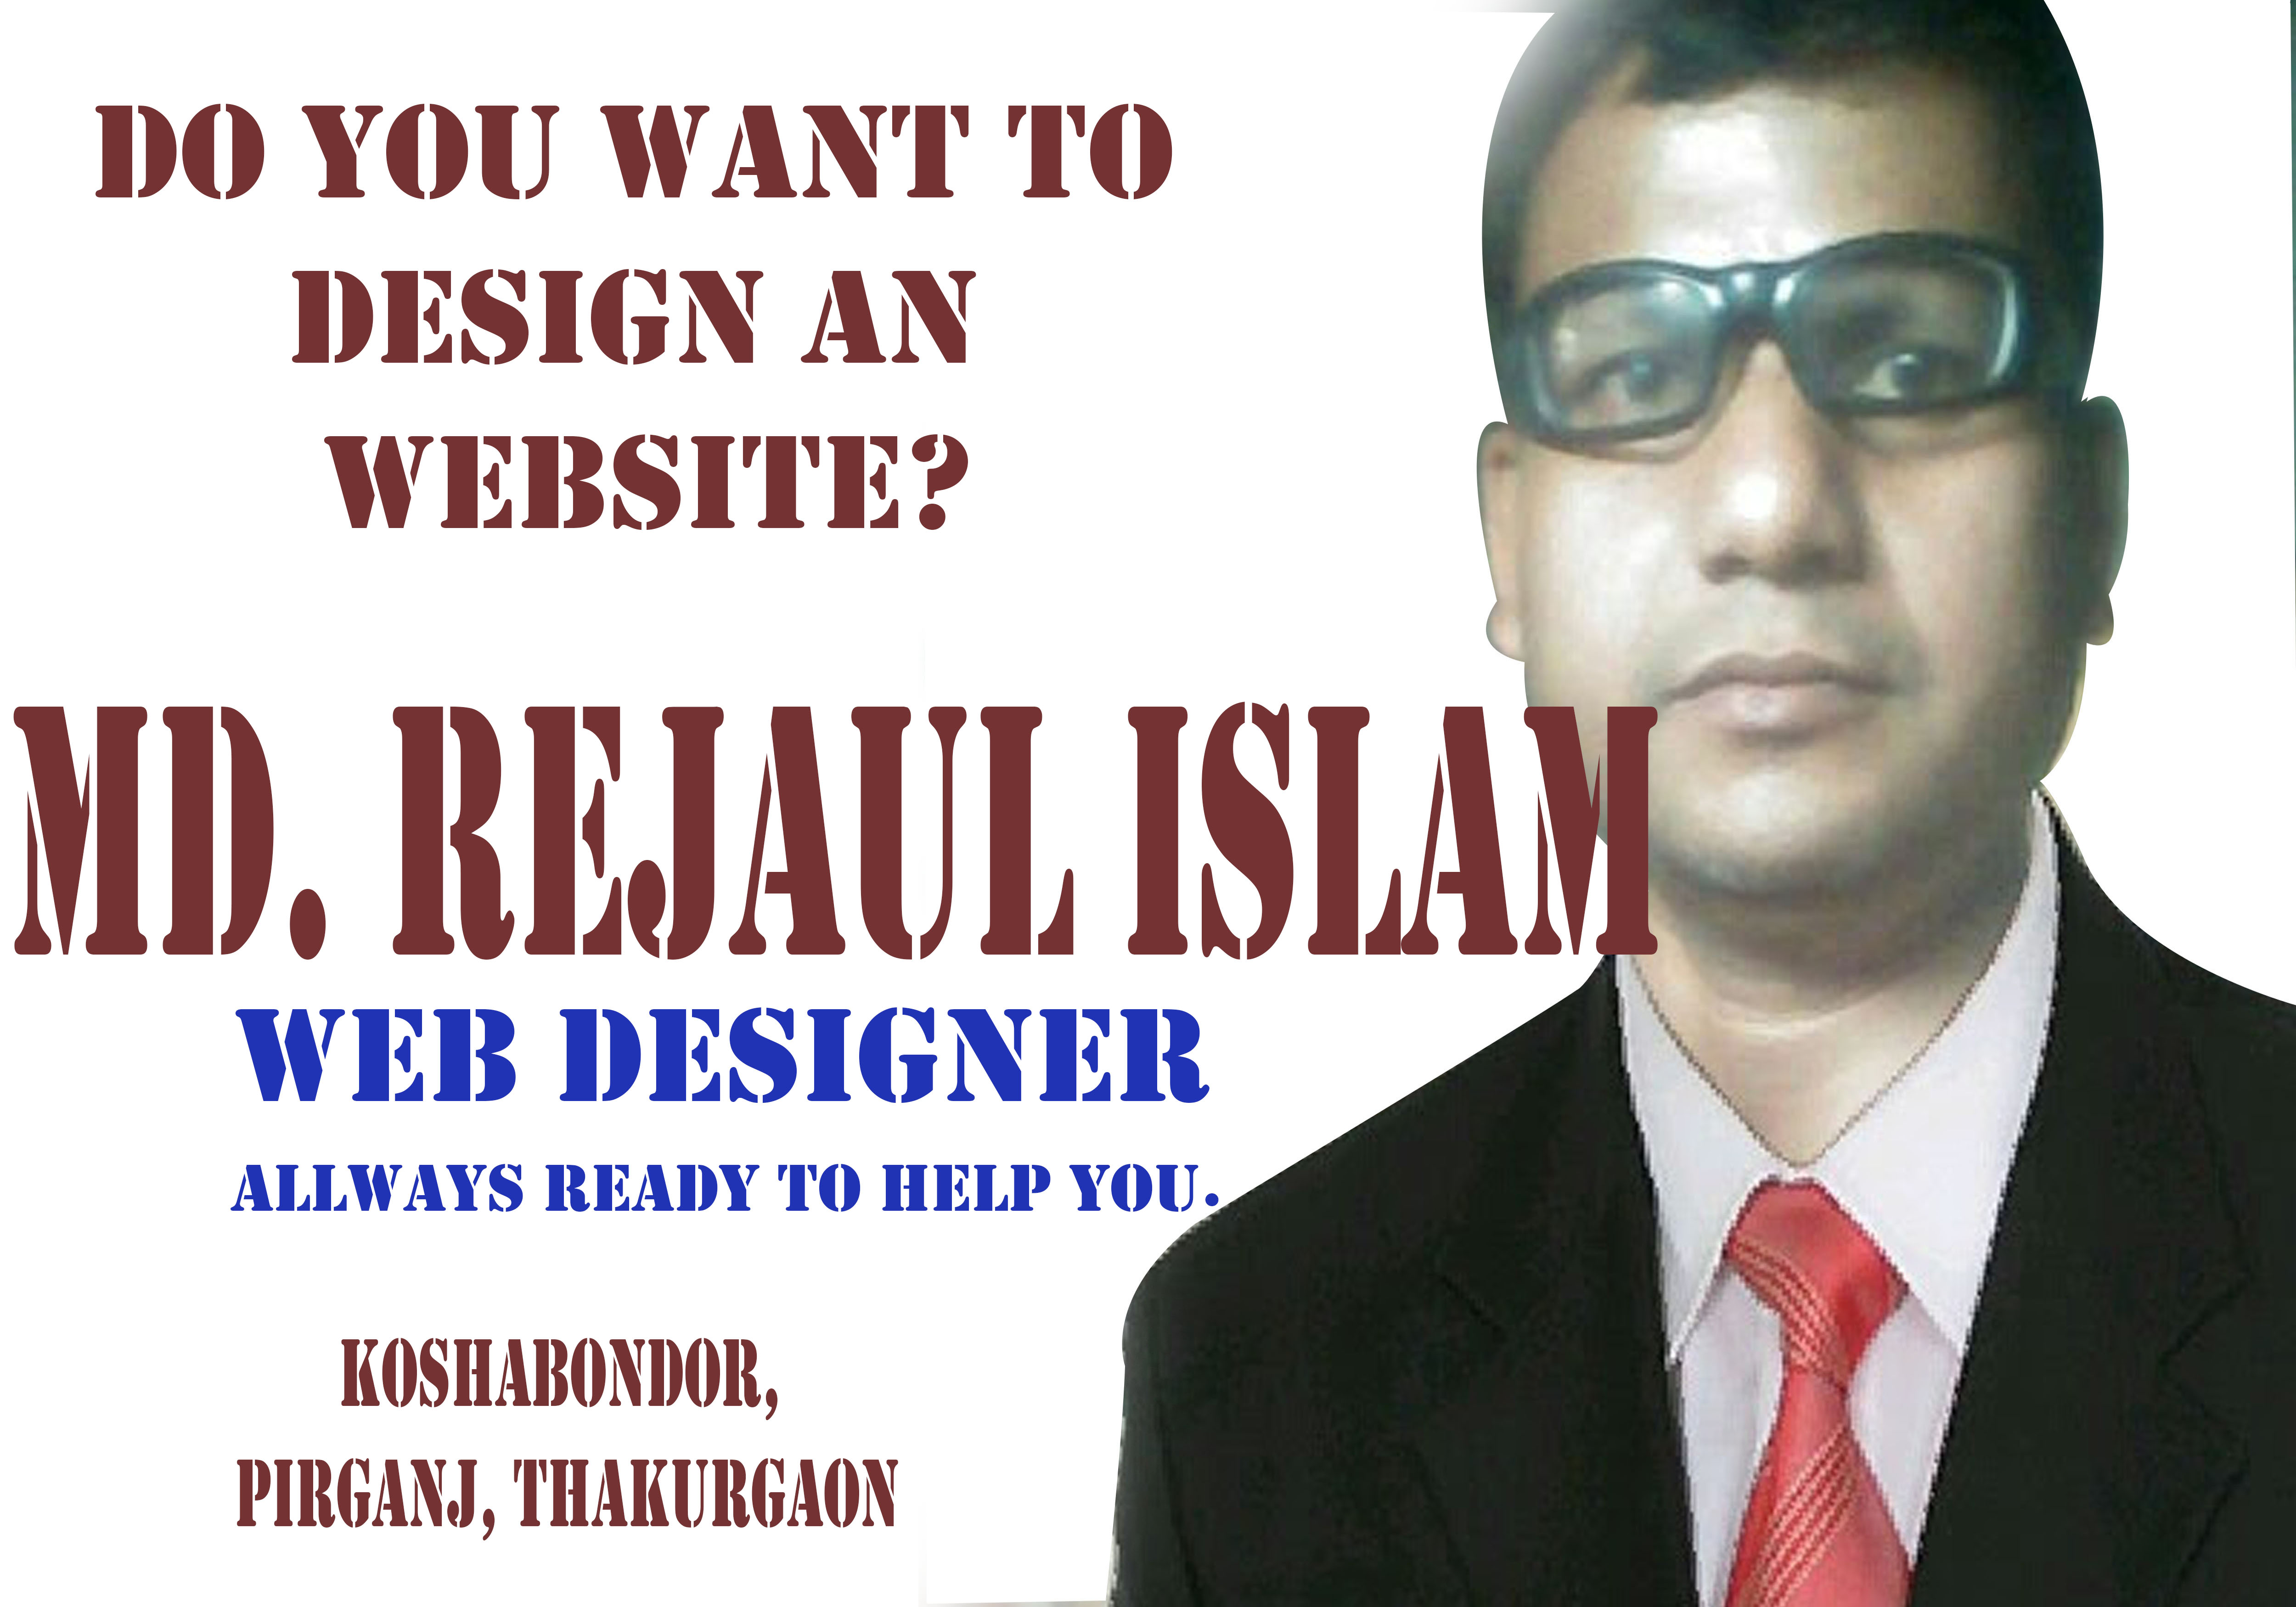 DO YOU WANT TO
DESIGN AN
WEBSITE?
MD. REJAUL ISLAM
WEB DESIGNER
ALLWAYS READY TO HELP YOU.
KOSHABONDOR,
PIRGANJ, THAKURGAON